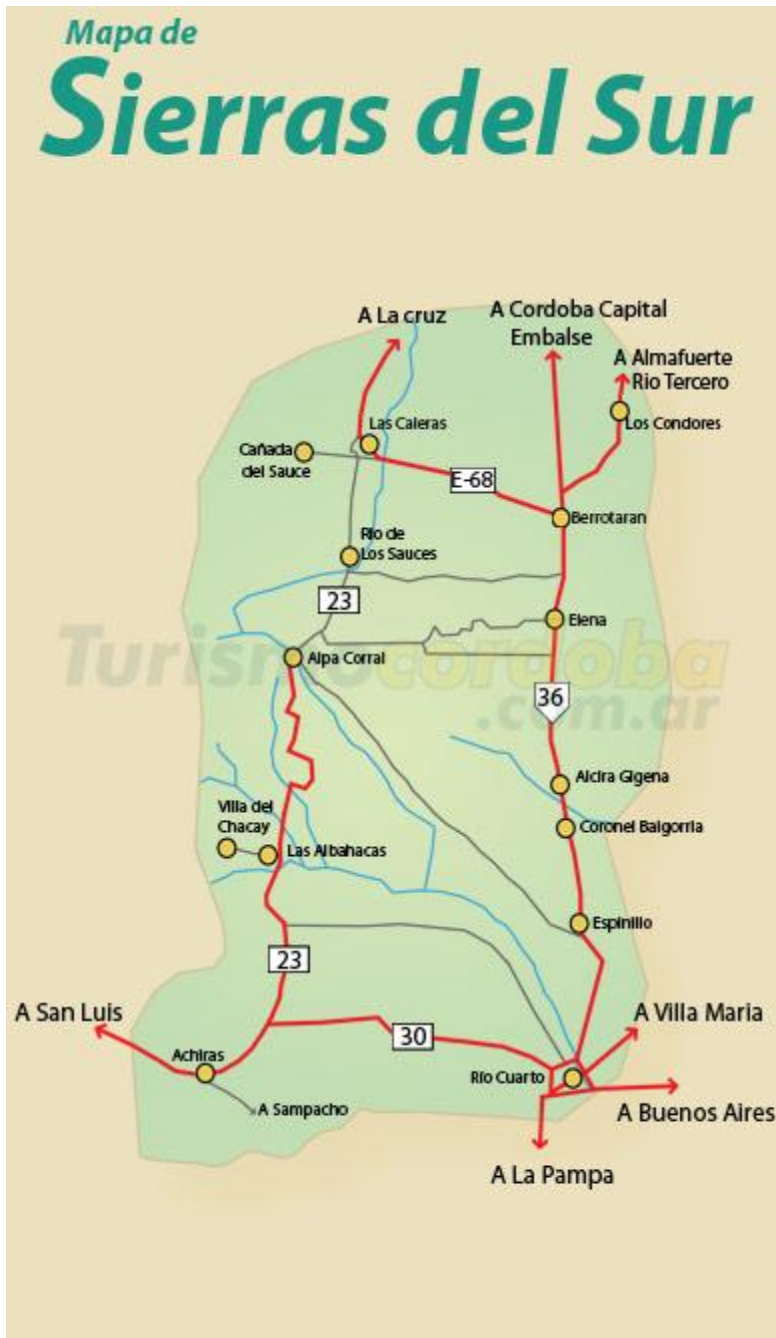 Mapa de
Sierras del Sur
A La cruz
A Cordoba Capital
Embalse
A Almafuerte
Rio Tercero
Los Condores
Las Caleras
Cañada
del Sauce
E-68
Berrotaran
Rio de
Los Sauces
23
Elena
Turismocordoba
.com.ar
Alpa Corral
36
Alcira Gigena
Villa del
Chacay
Coronel Baigorria
Las Albahacas
Espinillo
23
A San Luis
A Villa Maria
30
Achiras
Río Cuarto
A Sampacho
A Buenos Aires
A La Pampa